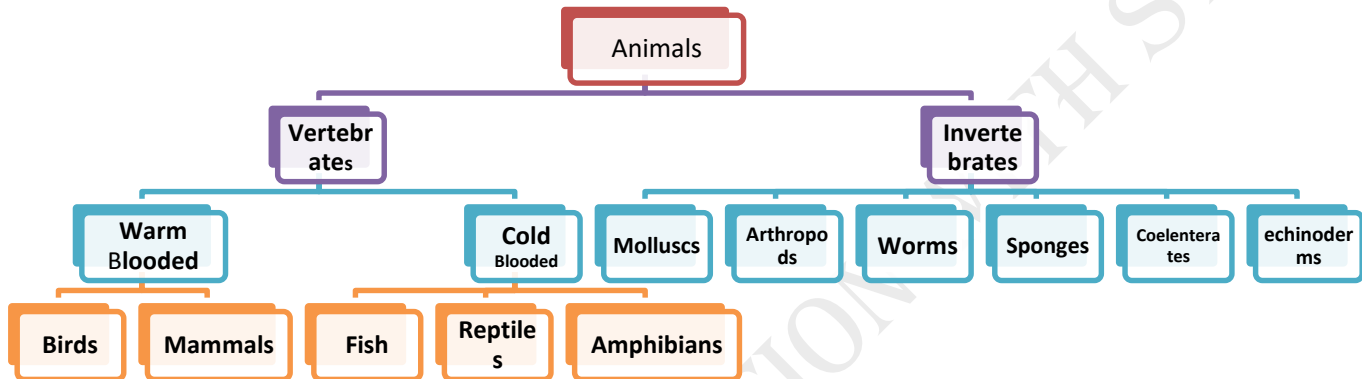 Animals
Vertebr
ates
Inverte
brates
Warm
Blooded
Cold
Blooded
Molluscs
Arthropo
ds
Worms
Sponges
Coelentera
tes
echinoder
ms
Birds
Mammals
Fish
Reptile
s
Amphibians